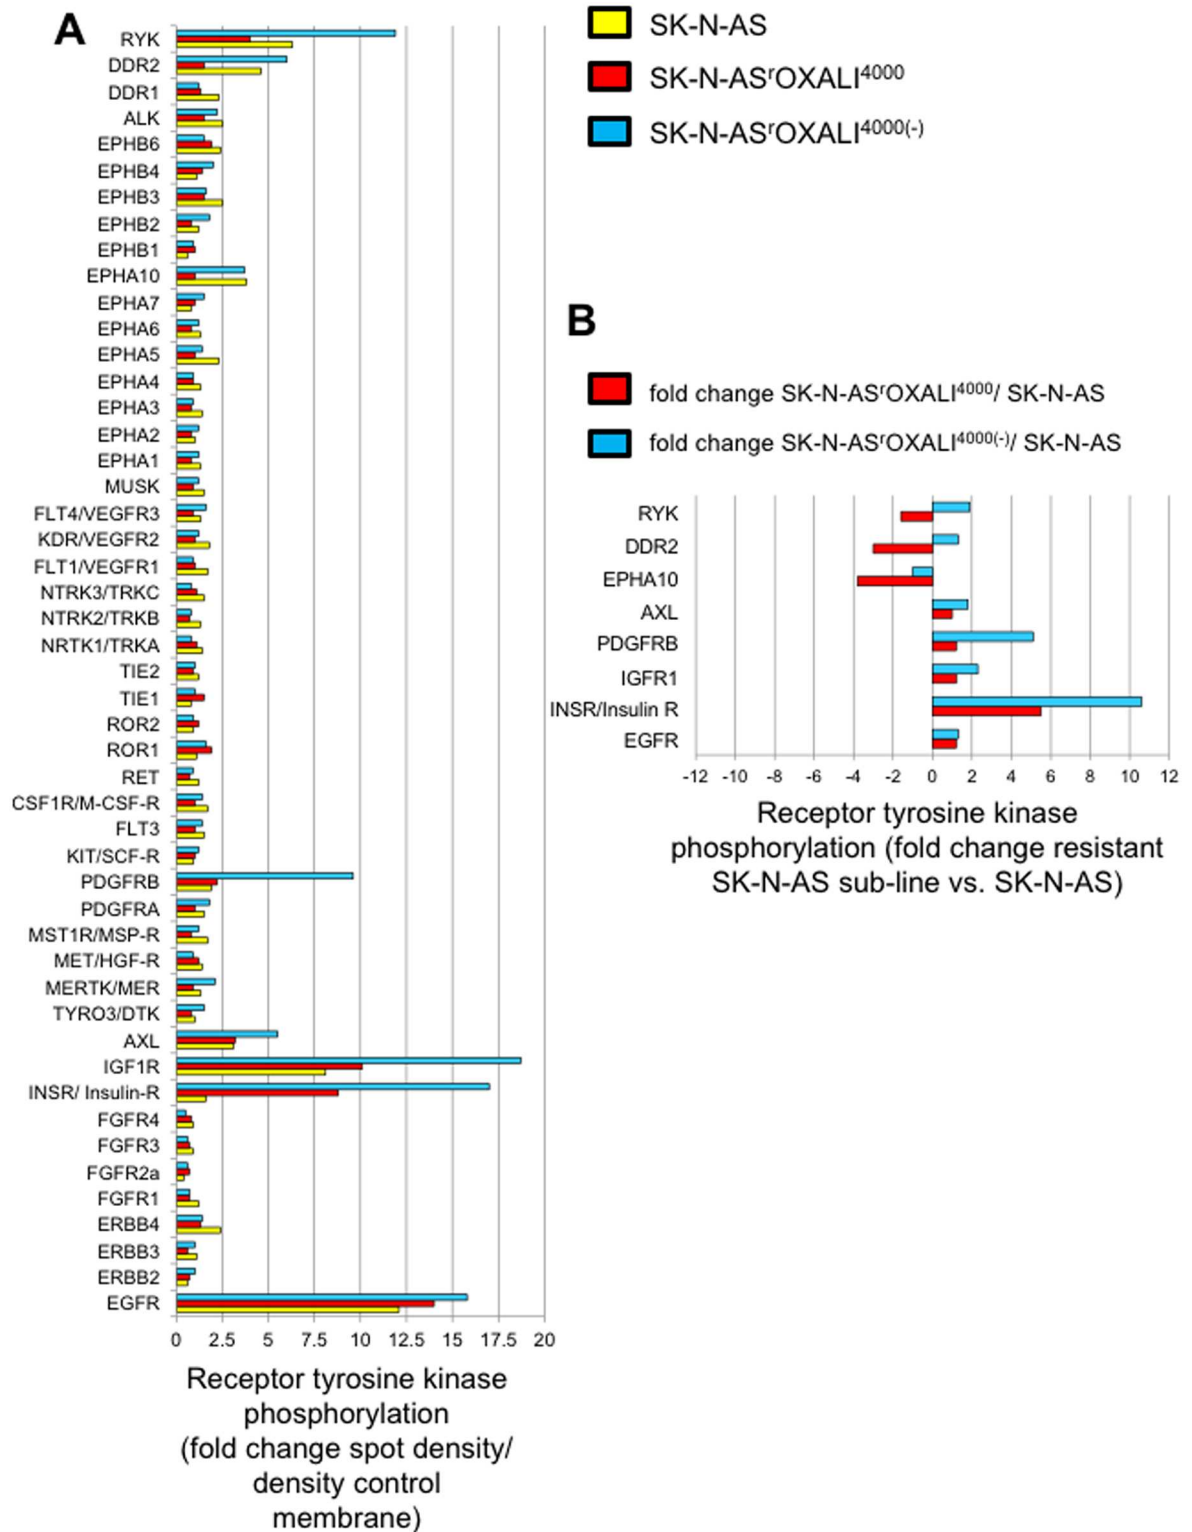 A
RYK
DDR2
DDR1
ALK
EPHB6
EPHB4
EPHB3
EPHB2
EPHB1
EPHA10
EPHA7
EPHA6
EPHA5
EPHA4
EPHA3
EPHA2
EPHA1
MUSK
FLT4/VEGFR3
KDR/VEGFR2
FLT1/VEGFR1
NTRK3/TRKC
NTRK2/TRKB
NRTK1/TRKA
TIE2
TIE1
ROR2
ROR1
RET
CSF1R/M-CSF-R
FLT3
KIT/SCF-R
PDGFRB
PDGFRA
MST1R/MSP-R
MET/HGF-R
MERTK/MER
TYRO3/DTK
AXL
IGF1R
INSR/ Insulin-R
FGFR4
FGFR3
FGFR2a
FGFR1
ERBB4
ERBB3
ERBB2
EGFR
0 2.5 5 7.5 10 12.5 15 17.5 20
Receptor tyrosine kinase
phosphorylation
(fold change spot density/
density control
membrane)
SK-N-AS
SK-N-ASʳOXALI⁴⁰⁰⁰
SK-N-ASʳOXALI⁴⁰⁰⁰⁽⁻⁾
B
fold change SK-N-ASʳOXALI⁴⁰⁰⁰/ SK-N-AS
fold change SK-N-ASʳOXALI⁴⁰⁰⁰⁽⁻⁾/ SK-N-AS
RYK
DDR2
EPHA10
AXL
PDGFRB
IGFR1
INSR/Insulin R
EGFR
-12 -10 -8 -6 -4 -2 0 2 4 6 8 10 12
Receptor tyrosine kinase
phosphorylation (fold change resistant
SK-N-AS sub-line vs. SK-N-AS)